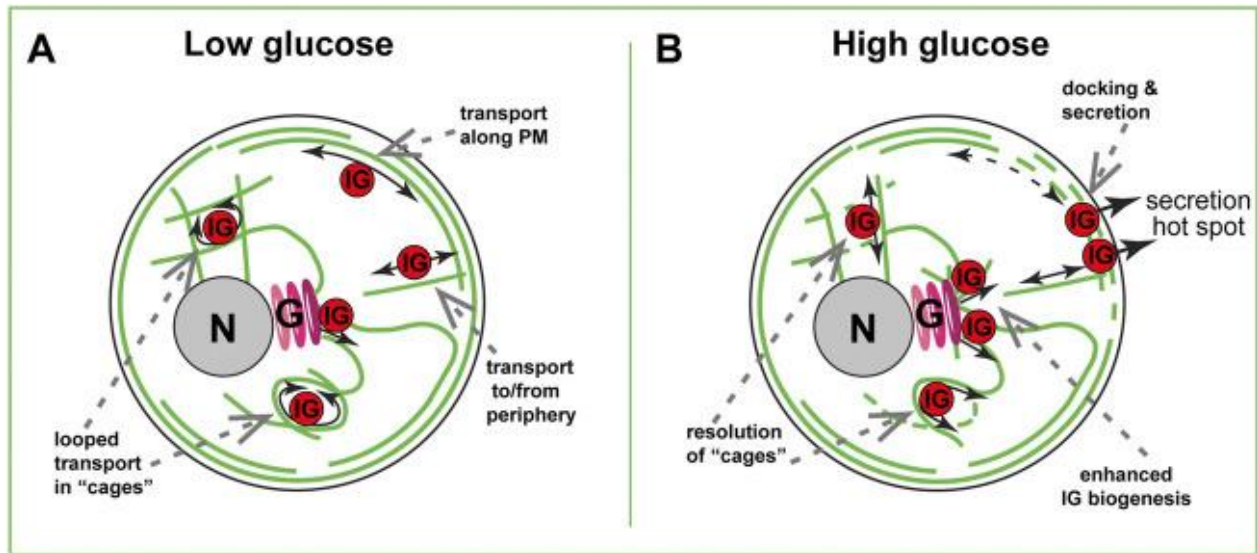 A
Low glucose
transport
along PM
IG
IG
IG
N
G
IG
IG
transport
to/from
periphery
looped
transport
in "cages"
B
High glucose
docking &
secretion
IG
IG
secretion
hot spot
IG
IG
N
G
IG
IG
resolution
of "cages"
enhanced
IG biogenesis